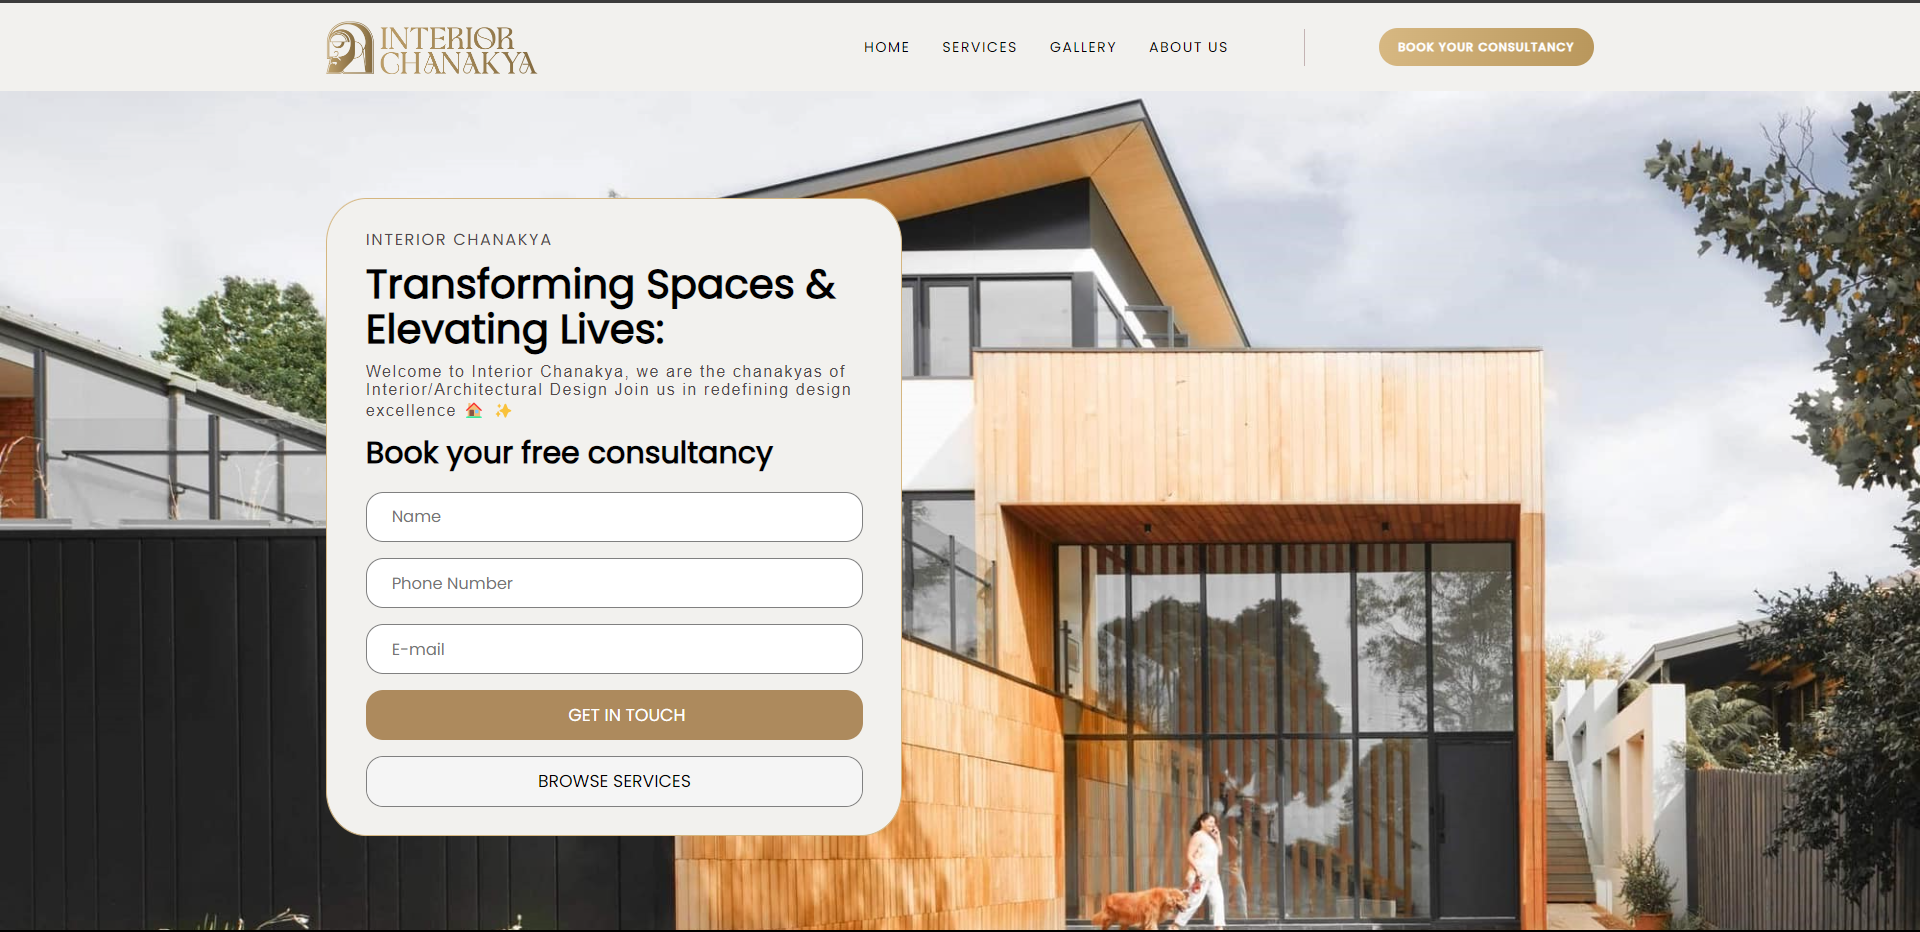 INTERIOR
CHANAKYA
HOME SERVICES GALLERY ABOUT US
BOOK YOUR CONSULTANCY
INTERIOR CHANAKYA
Transforming Spaces &
Elevating Lives:
Welcome to Interior Chanakya, we are the chanakyas of
Interior/Architectural Design Join us in redefining design
excellence 🏠 ✨
Book your free consultancy
Name
Phone Number
E-mail
GET IN TOUCH
BROWSE SERVICES